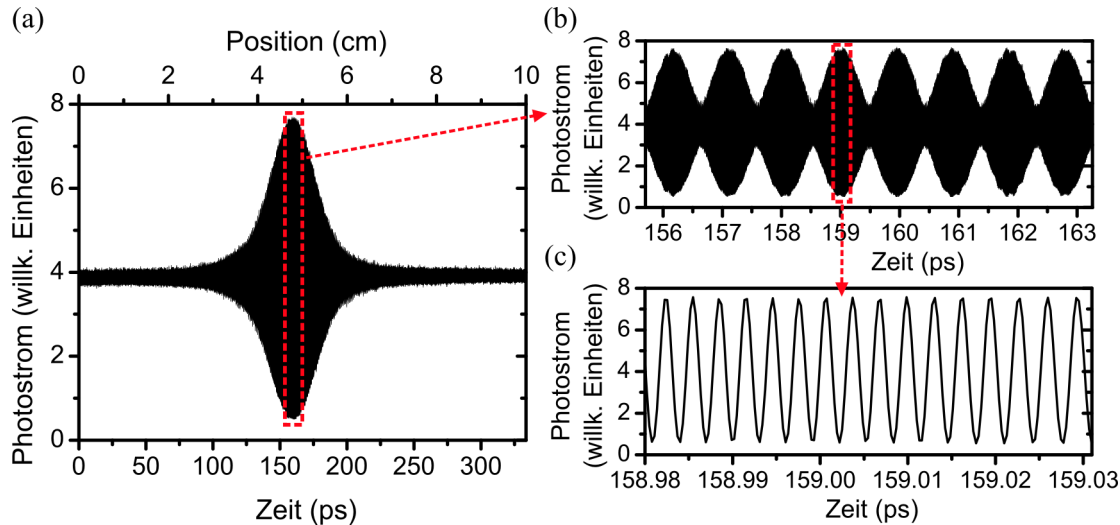 (a)
Position (cm)
0 2 4 6 8 10
Photostrom (willk. Einheiten)
8
6
4
2
0
0 50 100 150 200 250 300
Zeit (ps)
(b)
Photostrom
(willk. Einheiten)
8
6
4
2
0
156 157 158 159 160 161 162 163
Zeit (ps)
(c)
Photostrom
(willk. Einheiten)
8
6
4
2
0
158.98 158.99 159.00 159.01 159.02 159.03
Zeit (ps)